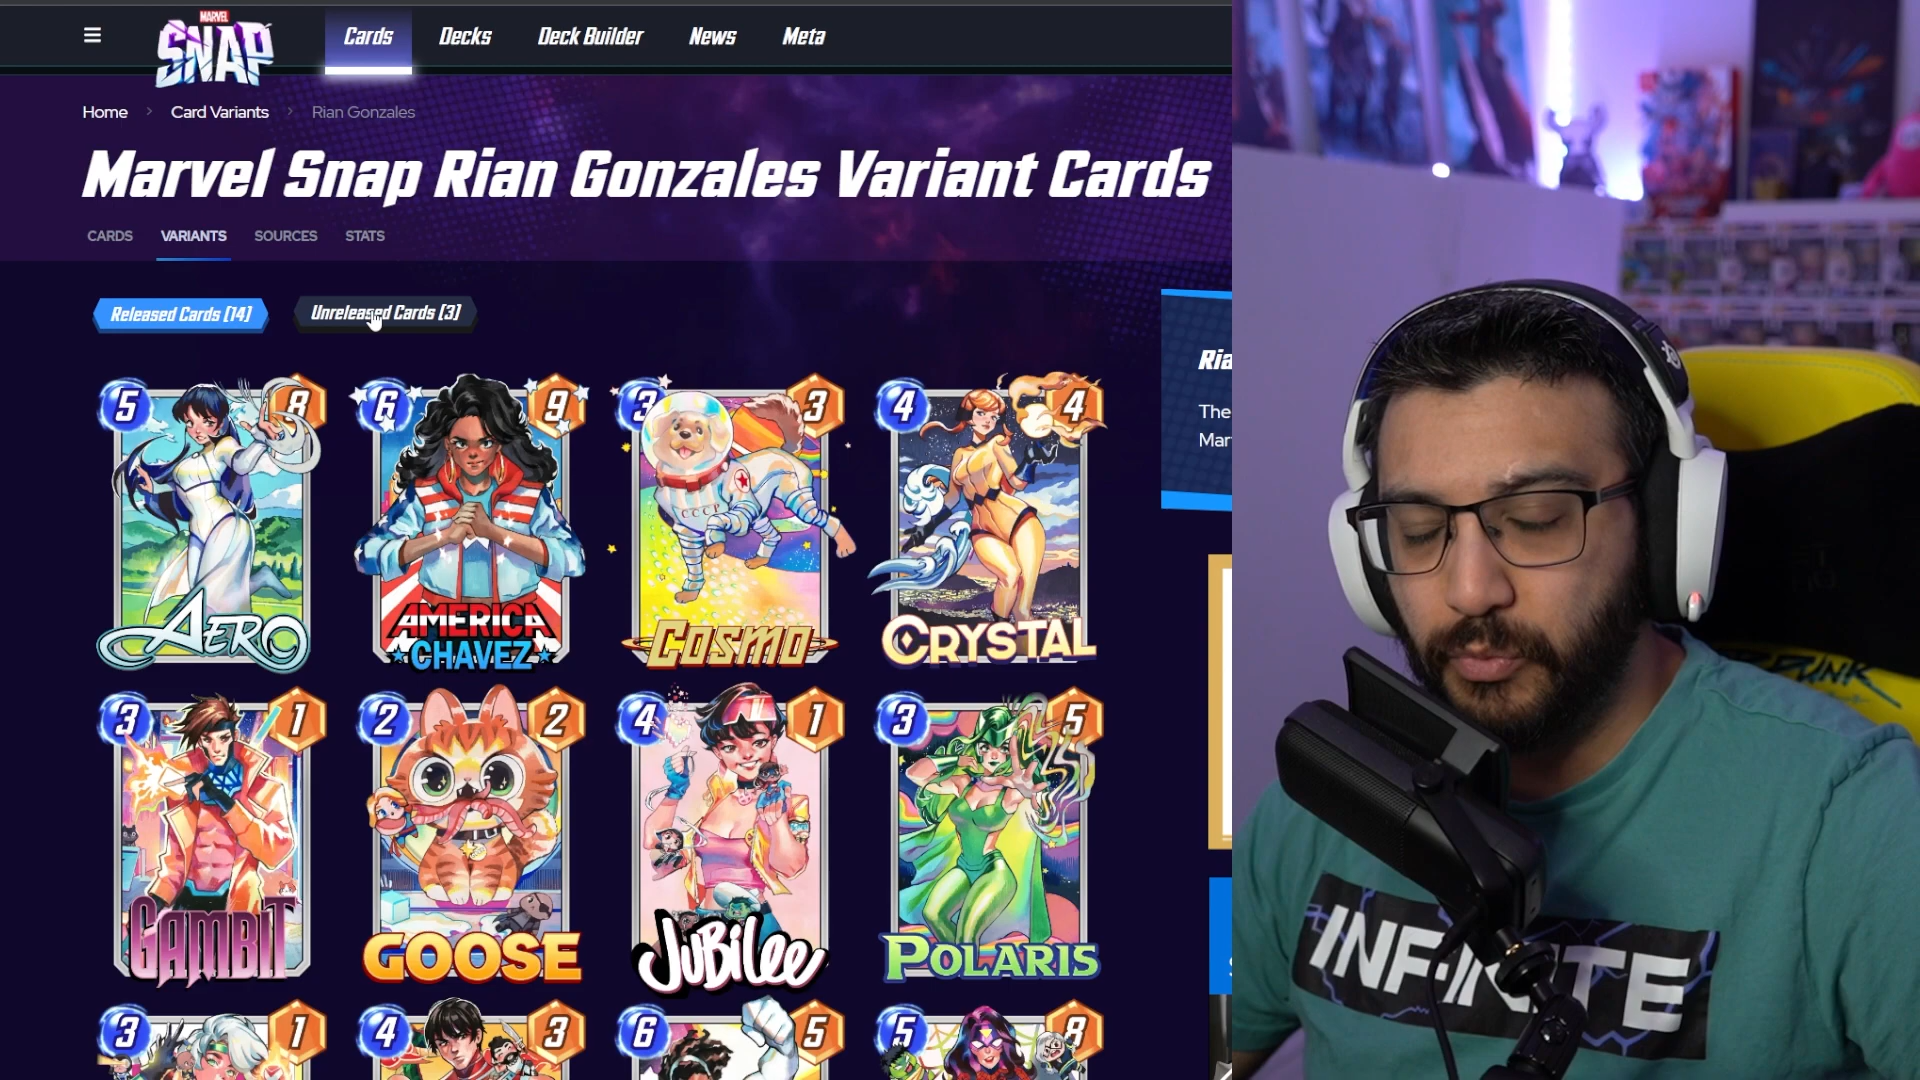 MARVEL
SNAP
Cards
Decks
Deck Builder
News
Meta
Home
Card Variants
Rian Gonzales
Marvel Snap Rian Gonzales Variant Cards
CARDS
VARIANTS
SOURCES
STATS
Released Cards [14]
Unreleased Cards [3]
Ria
The
Mar
5
8
6
9
3
3
4
4
CCCP
AERO
AMERICA
CHAVEZ
COSMO
CRYSTAL
3
1
2
2
4
1
3
5
GAMBIT
GOOSE
JUBILEE
POLARIS
3
1
4
3
6
5
5
8